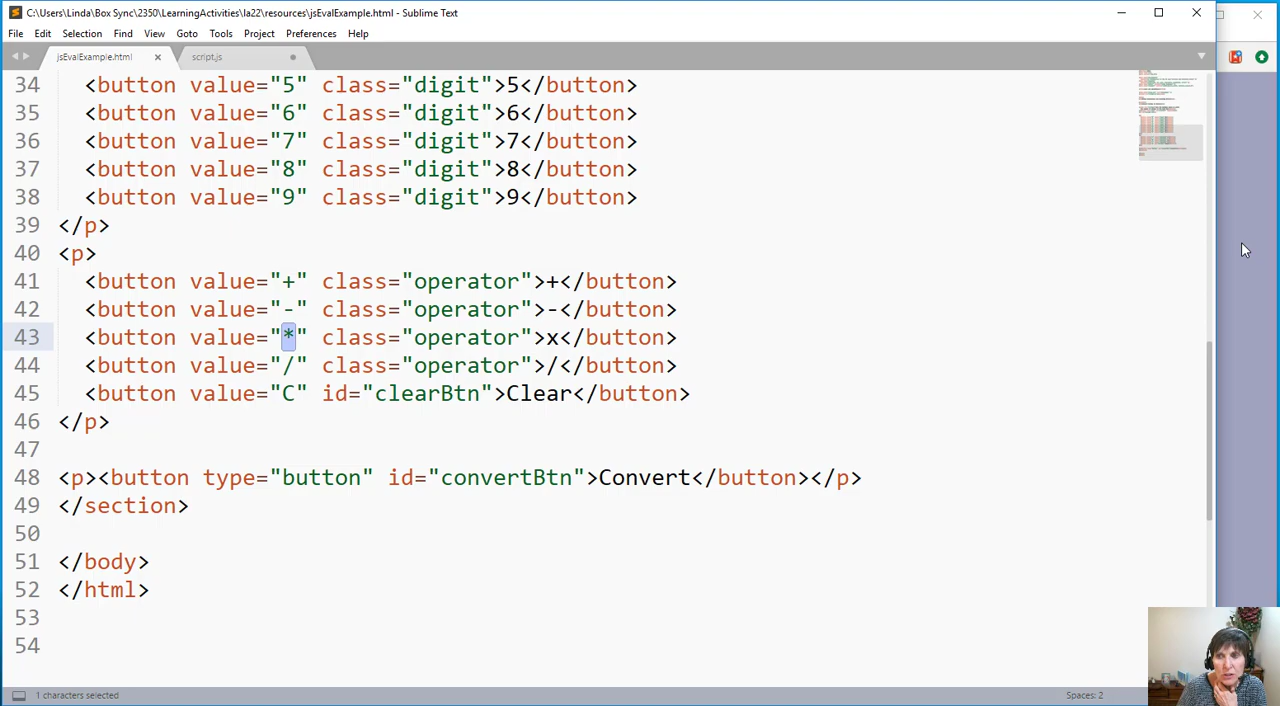 C:\Users\Linda\Box Sync\2350\LearningActivities\la22\resources\jsEvalExample.html - Sublime Text
File Edit Selection Find View Goto Tools Project Preferences Help
jsEvalExample.html × script.js
34 <button value="5" class="digit">5</button>
35 <button value="6" class="digit">6</button>
36 <button value="7" class="digit">7</button>
37 <button value="8" class="digit">8</button>
38 <button value="9" class="digit">9</button>
39 </p>
40 <p>
41 <button value="+" class="operator">+</button>
42 <button value="-" class="operator">-</button>
43 <button value="*" class="operator">x</button>
44 <button value="/" class="operator">/</button>
45 <button value="C" id="clearBtn">Clear</button>
46 </p>
47
48 <p><button type="button" id="convertBtn">Convert</button></p>
49 </section>
50
51 </body>
52 </html>
53
54
1 characters selected Spaces: 2